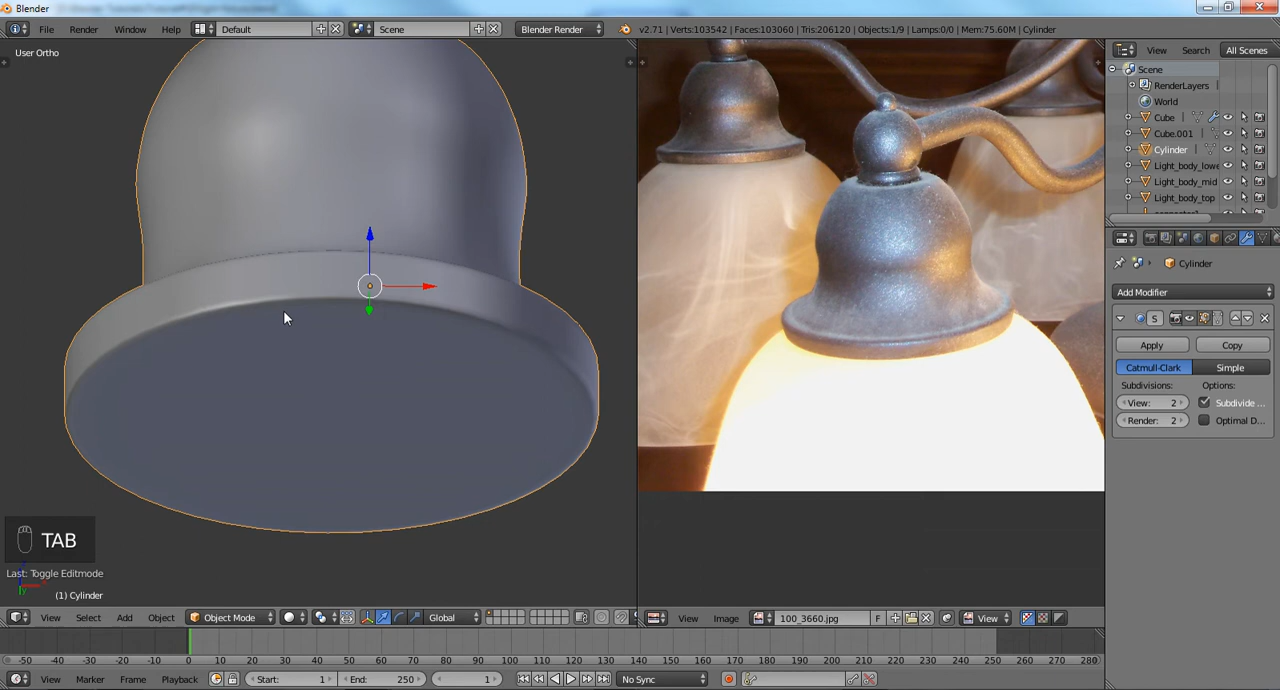 Blender
File Render Window Help Default Scene Blender Render v2.71 | Verts:103542 | Faces:103060 | Tris:206120 | Objects:1/9 | Lamps:0/0 | Mem:75.60M | Cylinder
User Ortho
View Search All Scenes
Scene
RenderLayers
World
Cube
Cube.001
Cylinder
Light_body_lowe
Light_body_mid
Light_body_top
Cylinder
Add Modifier
S
Apply Copy
Catmull-Clark Simple
Subdivisions: Options:
View: 2 Subdivide ...
Render: 2 Optimal D...
TAB
Last: Toggle Editmode
(1) Cylinder
View Select Add Object Object Mode Global
View Image 100_3660.jpg F View
-50 -40 -30 -20 -10 0 10 20 30 40 50 60 70 80 90 100 110 120 130 140 150 160 170 180 190 200 210 220 230 240 250 260 270 280
View Marker Frame Playback Start: 1 End: 250 1 No Sync